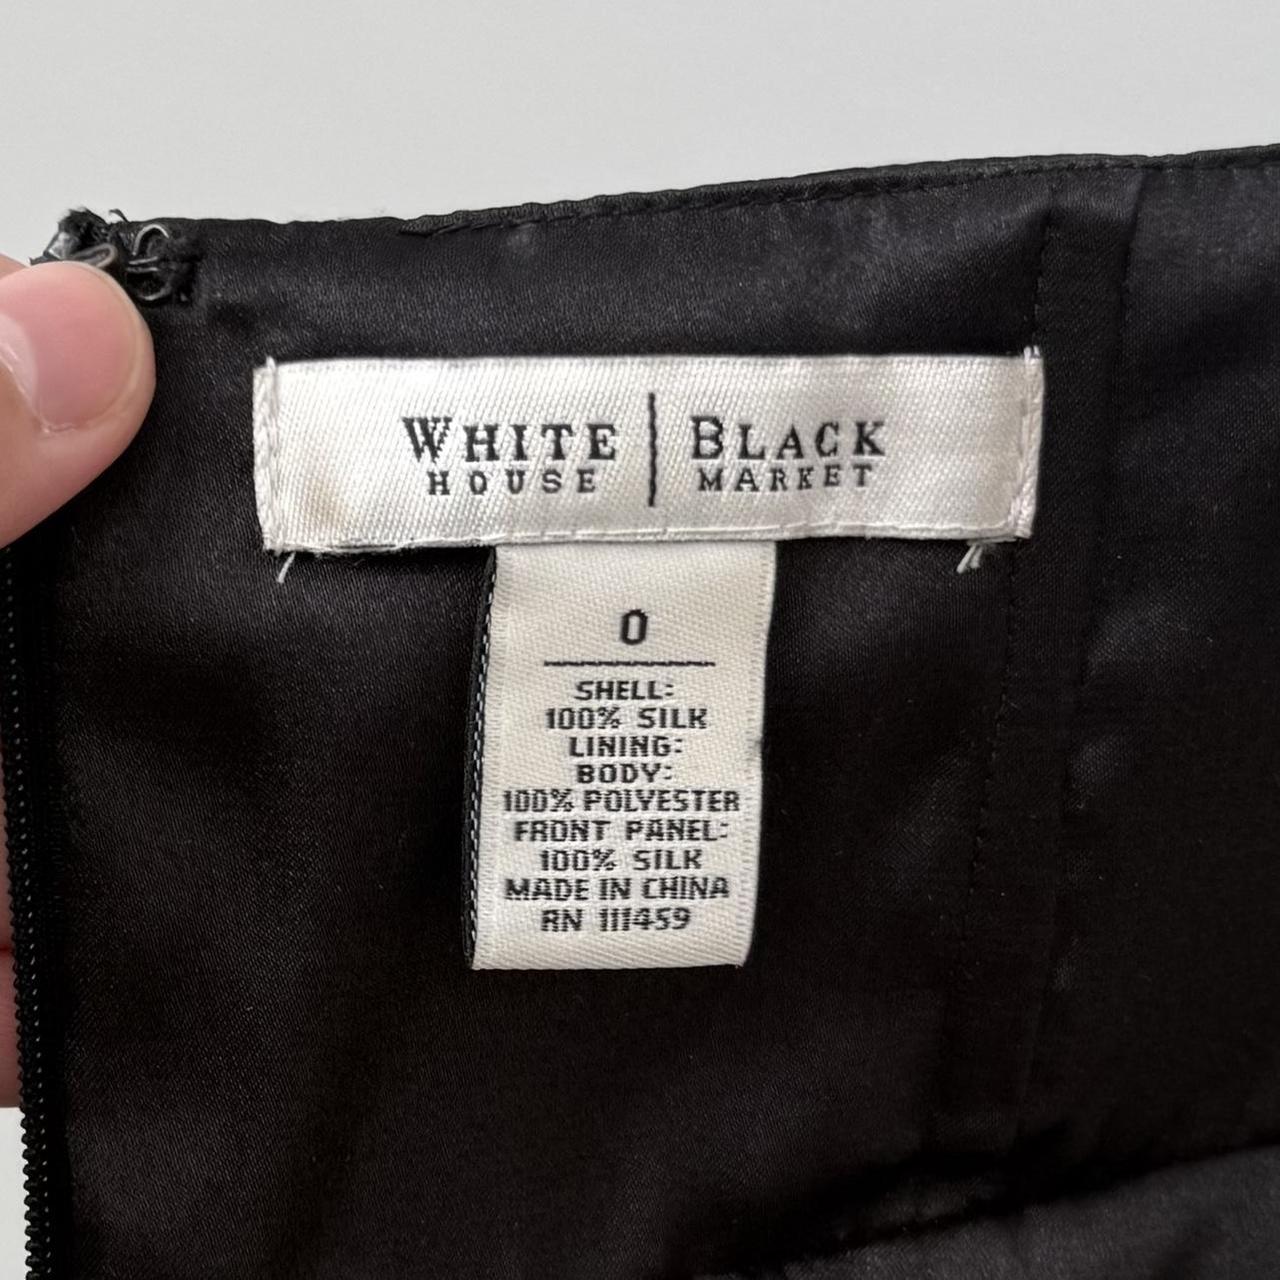 WHITE | BLACK
HOUSE | MARKET
0
SHELL:
100% SILK
LINING:
BODY:
100% POLYESTER
FRONT PANEL:
100% SILK
MADE IN CHINA
RN 111459